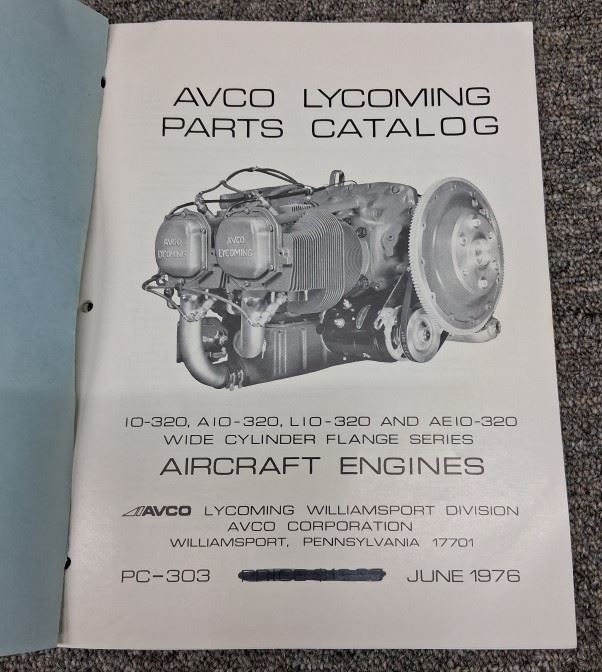 AVCO LYCOMING
PARTS CATALOG
AVCO
LYCOMING
AVCO
LYCOMING
IO-320, AIO-320, LIO-320 AND AEIO-320
WIDE CYLINDER FLANGE SERIES
AIRCRAFT ENGINES
AVCO LYCOMING WILLIAMSPORT DIVISION
AVCO CORPORATION
WILLIAMSPORT, PENNSYLVANIA 17701
PC-303 JUNE 1976